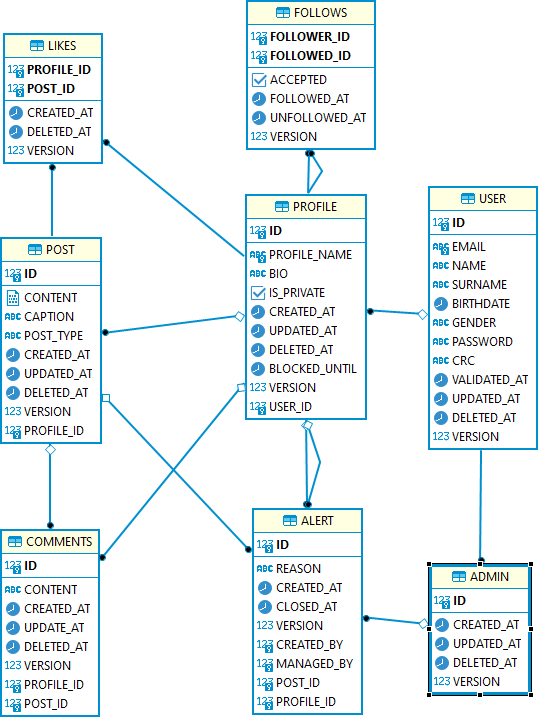 FOLLOWS
123 FOLLOWER_ID
123 FOLLOWED_ID
ACCEPTED
FOLLOWED_AT
UNFOLLOWED_AT
123 VERSION
LIKES
123 PROFILE_ID
123 POST_ID
CREATED_AT
DELETED_AT
123 VERSION
PROFILE
123 ID
ABC PROFILE_NAME
ABC BIO
IS_PRIVATE
CREATED_AT
UPDATED_AT
DELETED_AT
BLOCKED_UNTIL
123 VERSION
123 USER_ID
USER
123 ID
ABC EMAIL
ABC NAME
ABC SURNAME
BIRTHDATE
ABC GENDER
ABC PASSWORD
ABC CRC
VALIDATED_AT
UPDATED_AT
DELETED_AT
123 VERSION
POST
123 ID
CONTENT
ABC CAPTION
ABC POST_TYPE
CREATED_AT
UPDATED_AT
DELETED_AT
123 VERSION
123 PROFILE_ID
COMMENTS
123 ID
ABC CONTENT
CREATED_AT
UPDATE_AT
DELETED_AT
123 VERSION
123 PROFILE_ID
123 POST_ID
ALERT
123 ID
ABC REASON
CREATED_AT
CLOSED_AT
123 VERSION
123 CREATED_BY
123 MANAGED_BY
123 POST_ID
123 PROFILE_ID
ADMIN
123 ID
CREATED_AT
UPDATED_AT
DELETED_AT
123 VERSION